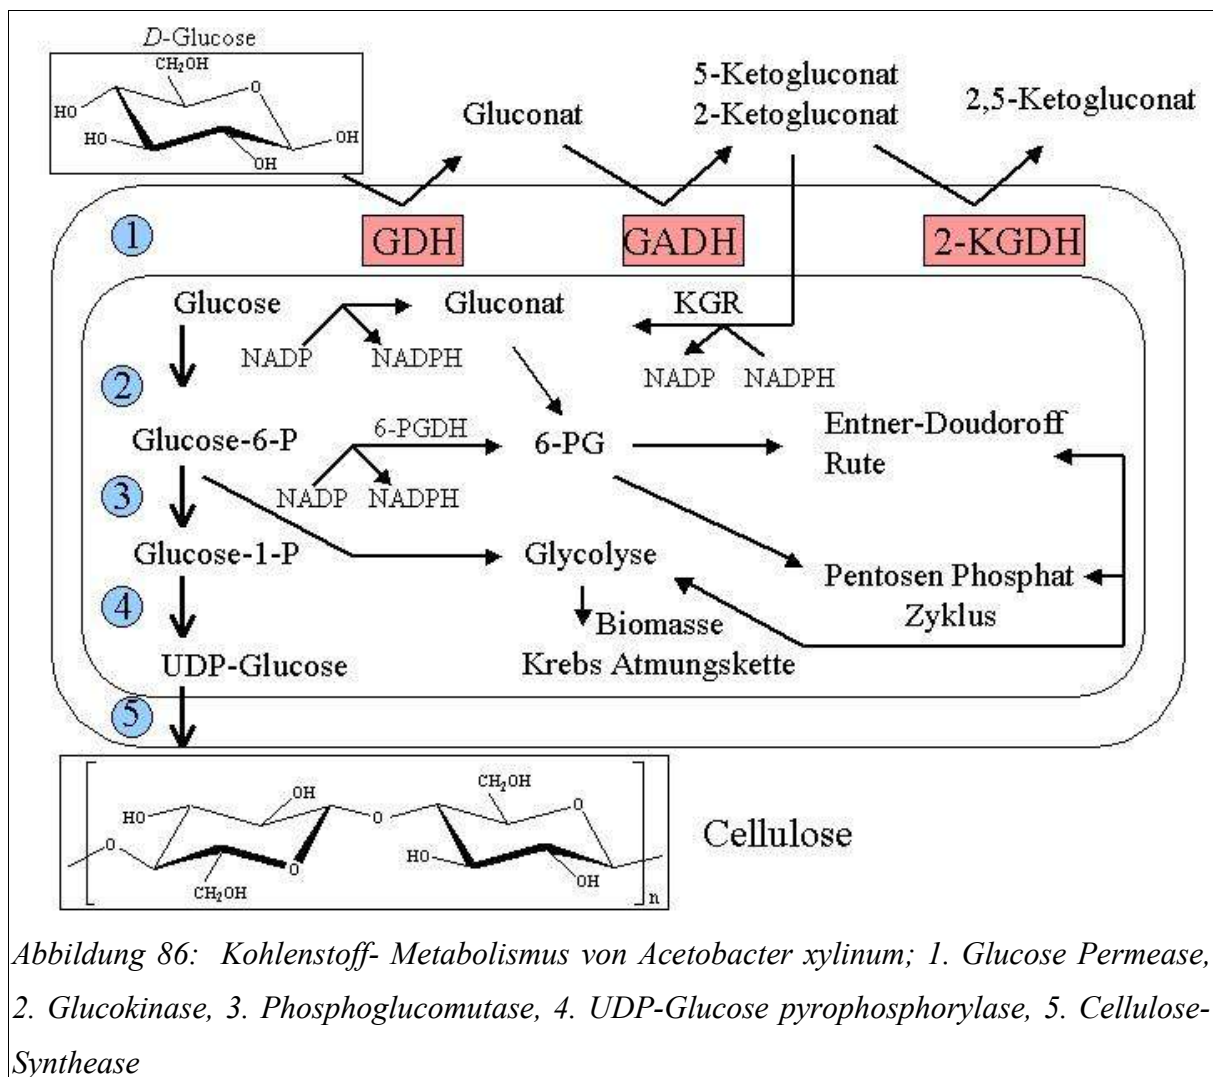 D-Glucose
CH₂OH
O
HO
HO
OH
OH
5-Ketogluconat
2-Ketogluconat
2,5-Ketogluconat
Gluconat
1
GDH
GADH
2-KGDH
Glucose
Gluconat
KGR
NADP
NADPH
NADP
NADPH
2
Glucose-6-P
6-PGDH
6-PG
Entner-Doudoroff
Rute
NADP
NADPH
3
Glucose-1-P
Glycolyse
Pentosen Phosphat
Zyklus
4
Biomasse
UDP-Glucose
Krebs Atmungskette
5
CH₂OH
OH
O
HO
O
O
HO
O
CH₂OH
OH
n
Cellulose
Abbildung 86: Kohlenstoff- Metabolismus von Acetobacter xylinum; 1. Glucose Permease,
2. Glucokinase, 3. Phosphoglucomutase, 4. UDP-Glucose pyrophosphorylase, 5. Cellulose-
Synthease